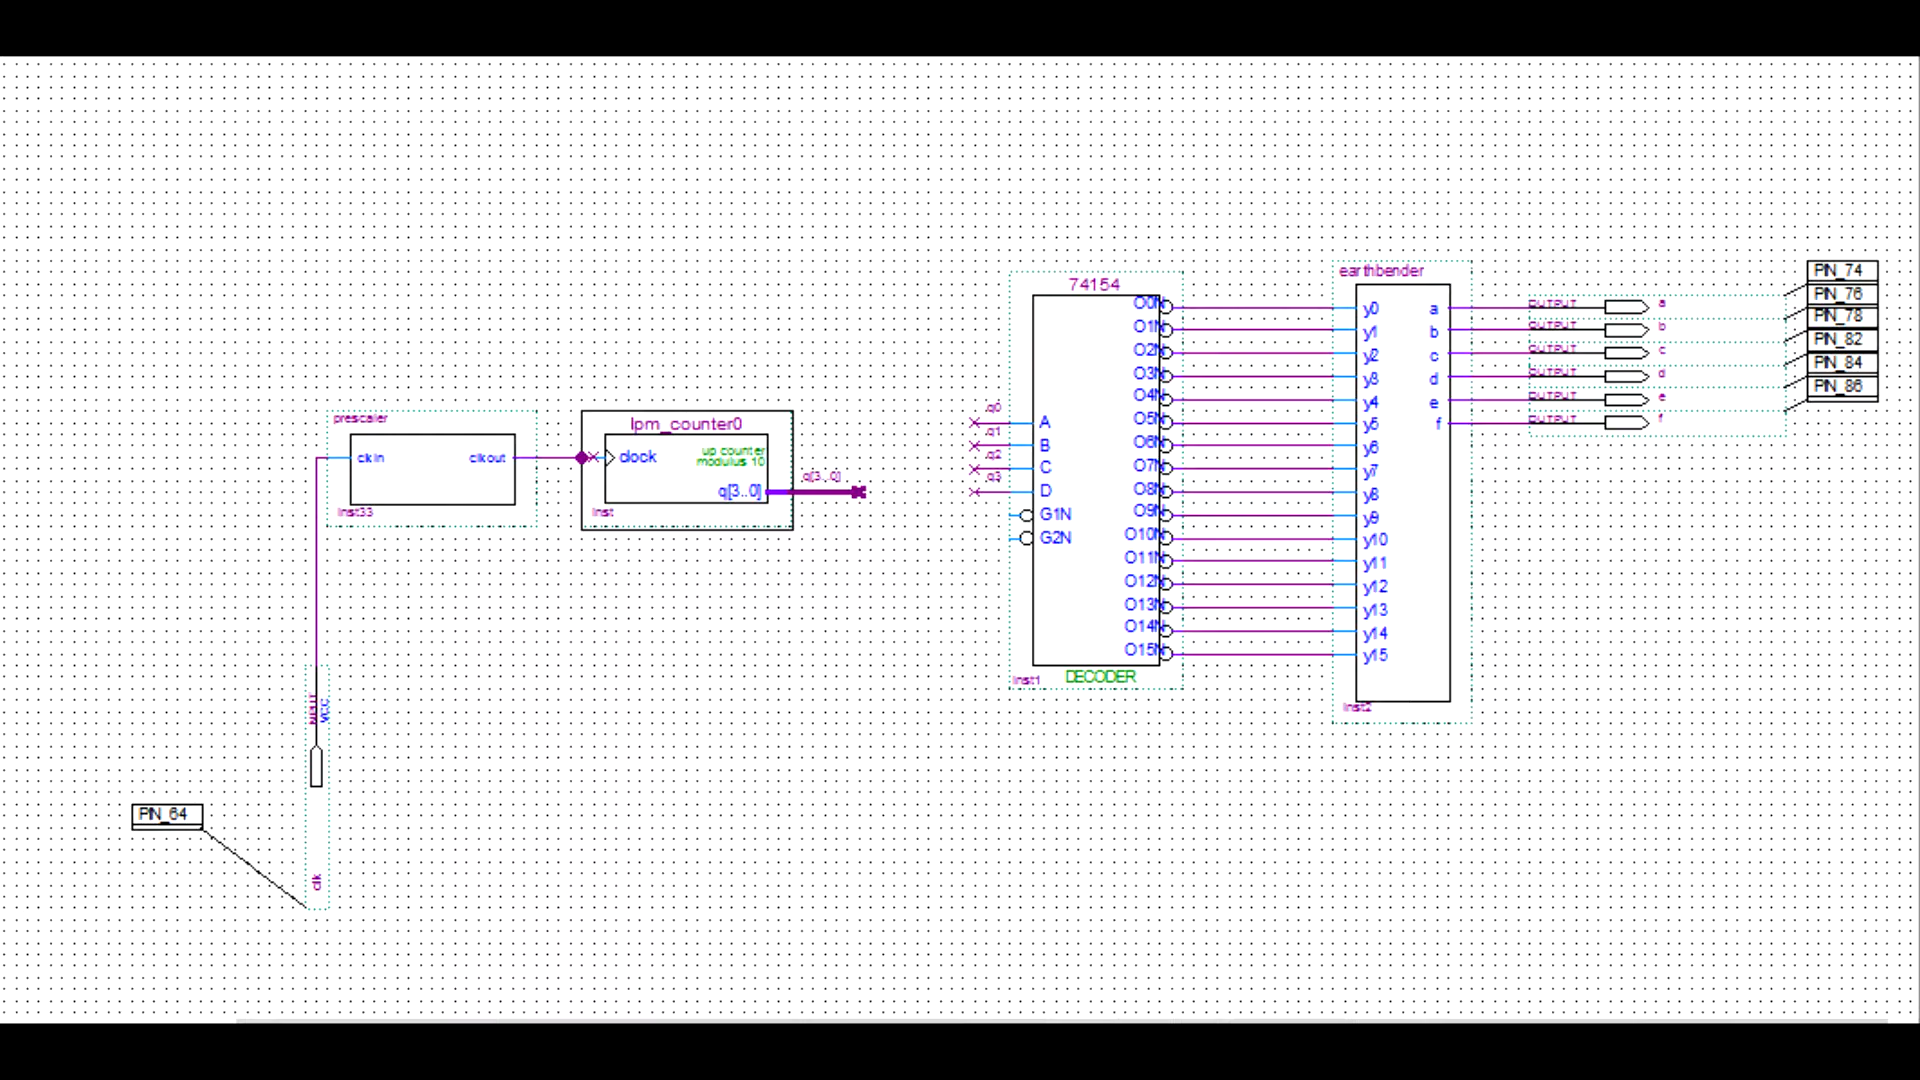 prescaler
clkin
clkout
inst33
lpm_counter0
clock
up counter
modulus 10
q[3..0]
inst
q[3..0]
q0
q1
q2
q3
74154
A
B
C
D
G1N
G2N
O0N
O1N
O2N
O3N
O4N
O5N
O6N
O7N
O8N
O9N
O10N
O11N
O12N
O13N
O14N
O15N
inst1
DECODER
earthbender
y0
y1
y2
y3
y4
y5
y6
y7
y8
y9
y10
y11
y12
y13
y14
y15
a
b
c
d
e
f
inst2
OUTPUT a
OUTPUT b
OUTPUT c
OUTPUT d
OUTPUT e
OUTPUT f
PIN_74
PIN_76
PIN_78
PIN_82
PIN_84
PIN_86
INPUT
VCC
clk
PIN_64